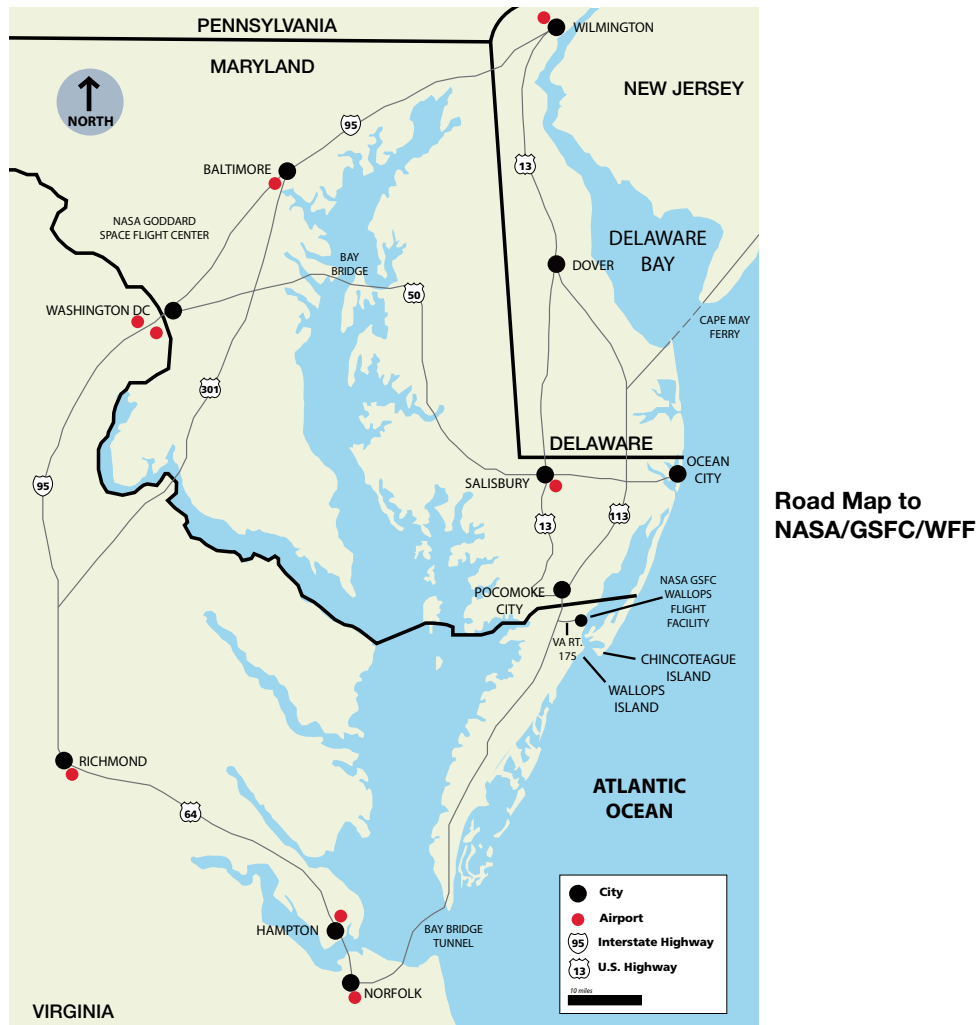 PENNSYLVANIA
WILMINGTON
MARYLAND
NEW JERSEY
NORTH
95
BALTIMORE
13
NASA GODDARD
SPACE FLIGHT CENTER
DELAWARE
BAY
BAY
BRIDGE
DOVER
50
WASHINGTON DC
CAPE MAY
FERRY
301
DELAWARE
OCEAN
CITY
95
SALISBURY
113
13
Road Map to
NASA/GSFC/WFF
POCOMOKE
CITY
NASA GSFC
WALLOPS
FLIGHT
FACILITY
VA RT.
175
CHINCOTEAGUE
ISLAND
WALLOPS
ISLAND
RICHMOND
ATLANTIC
OCEAN
64
City
Airport
95 Interstate Highway
13 U.S. Highway
10 miles
HAMPTON
BAY BRIDGE
TUNNEL
NORFOLK
VIRGINIA